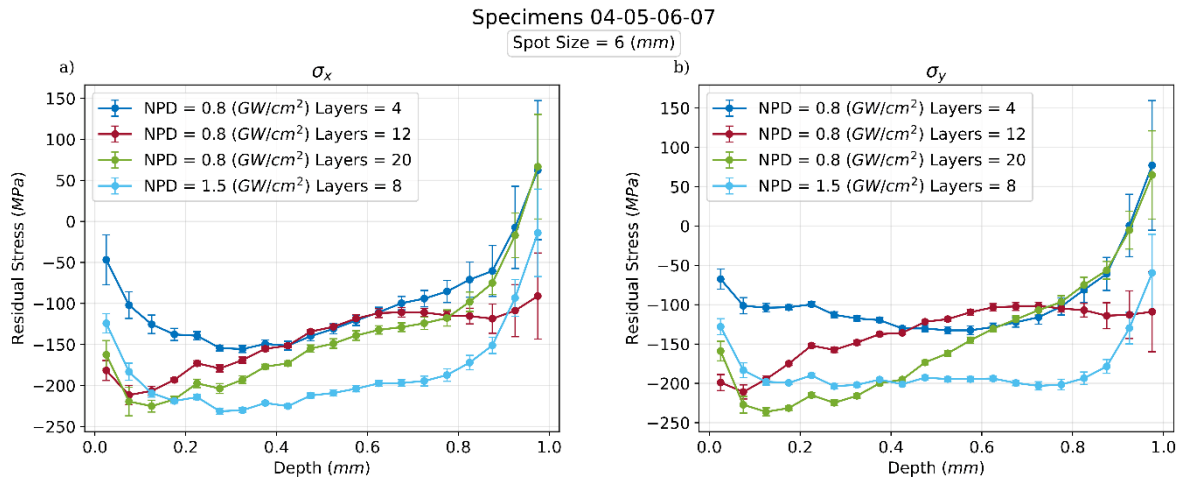 Specimens 04-05-06-07
Spot Size = 6 (mm)
a)
σx
NPD = 0.8 (GW/cm²) Layers = 4
NPD = 0.8 (GW/cm²) Layers = 12
NPD = 0.8 (GW/cm²) Layers = 20
NPD = 1.5 (GW/cm²) Layers = 8
Residual Stress (MPa)
150
100
50
0
−50
−100
−150
−200
−250
0.0 0.2 0.4 0.6 0.8 1.0
Depth (mm)
b)
σy
NPD = 0.8 (GW/cm²) Layers = 4
NPD = 0.8 (GW/cm²) Layers = 12
NPD = 0.8 (GW/cm²) Layers = 20
NPD = 1.5 (GW/cm²) Layers = 8
Residual Stress (MPa)
150
100
50
0
−50
−100
−150
−200
−250
0.0 0.2 0.4 0.6 0.8 1.0
Depth (mm)